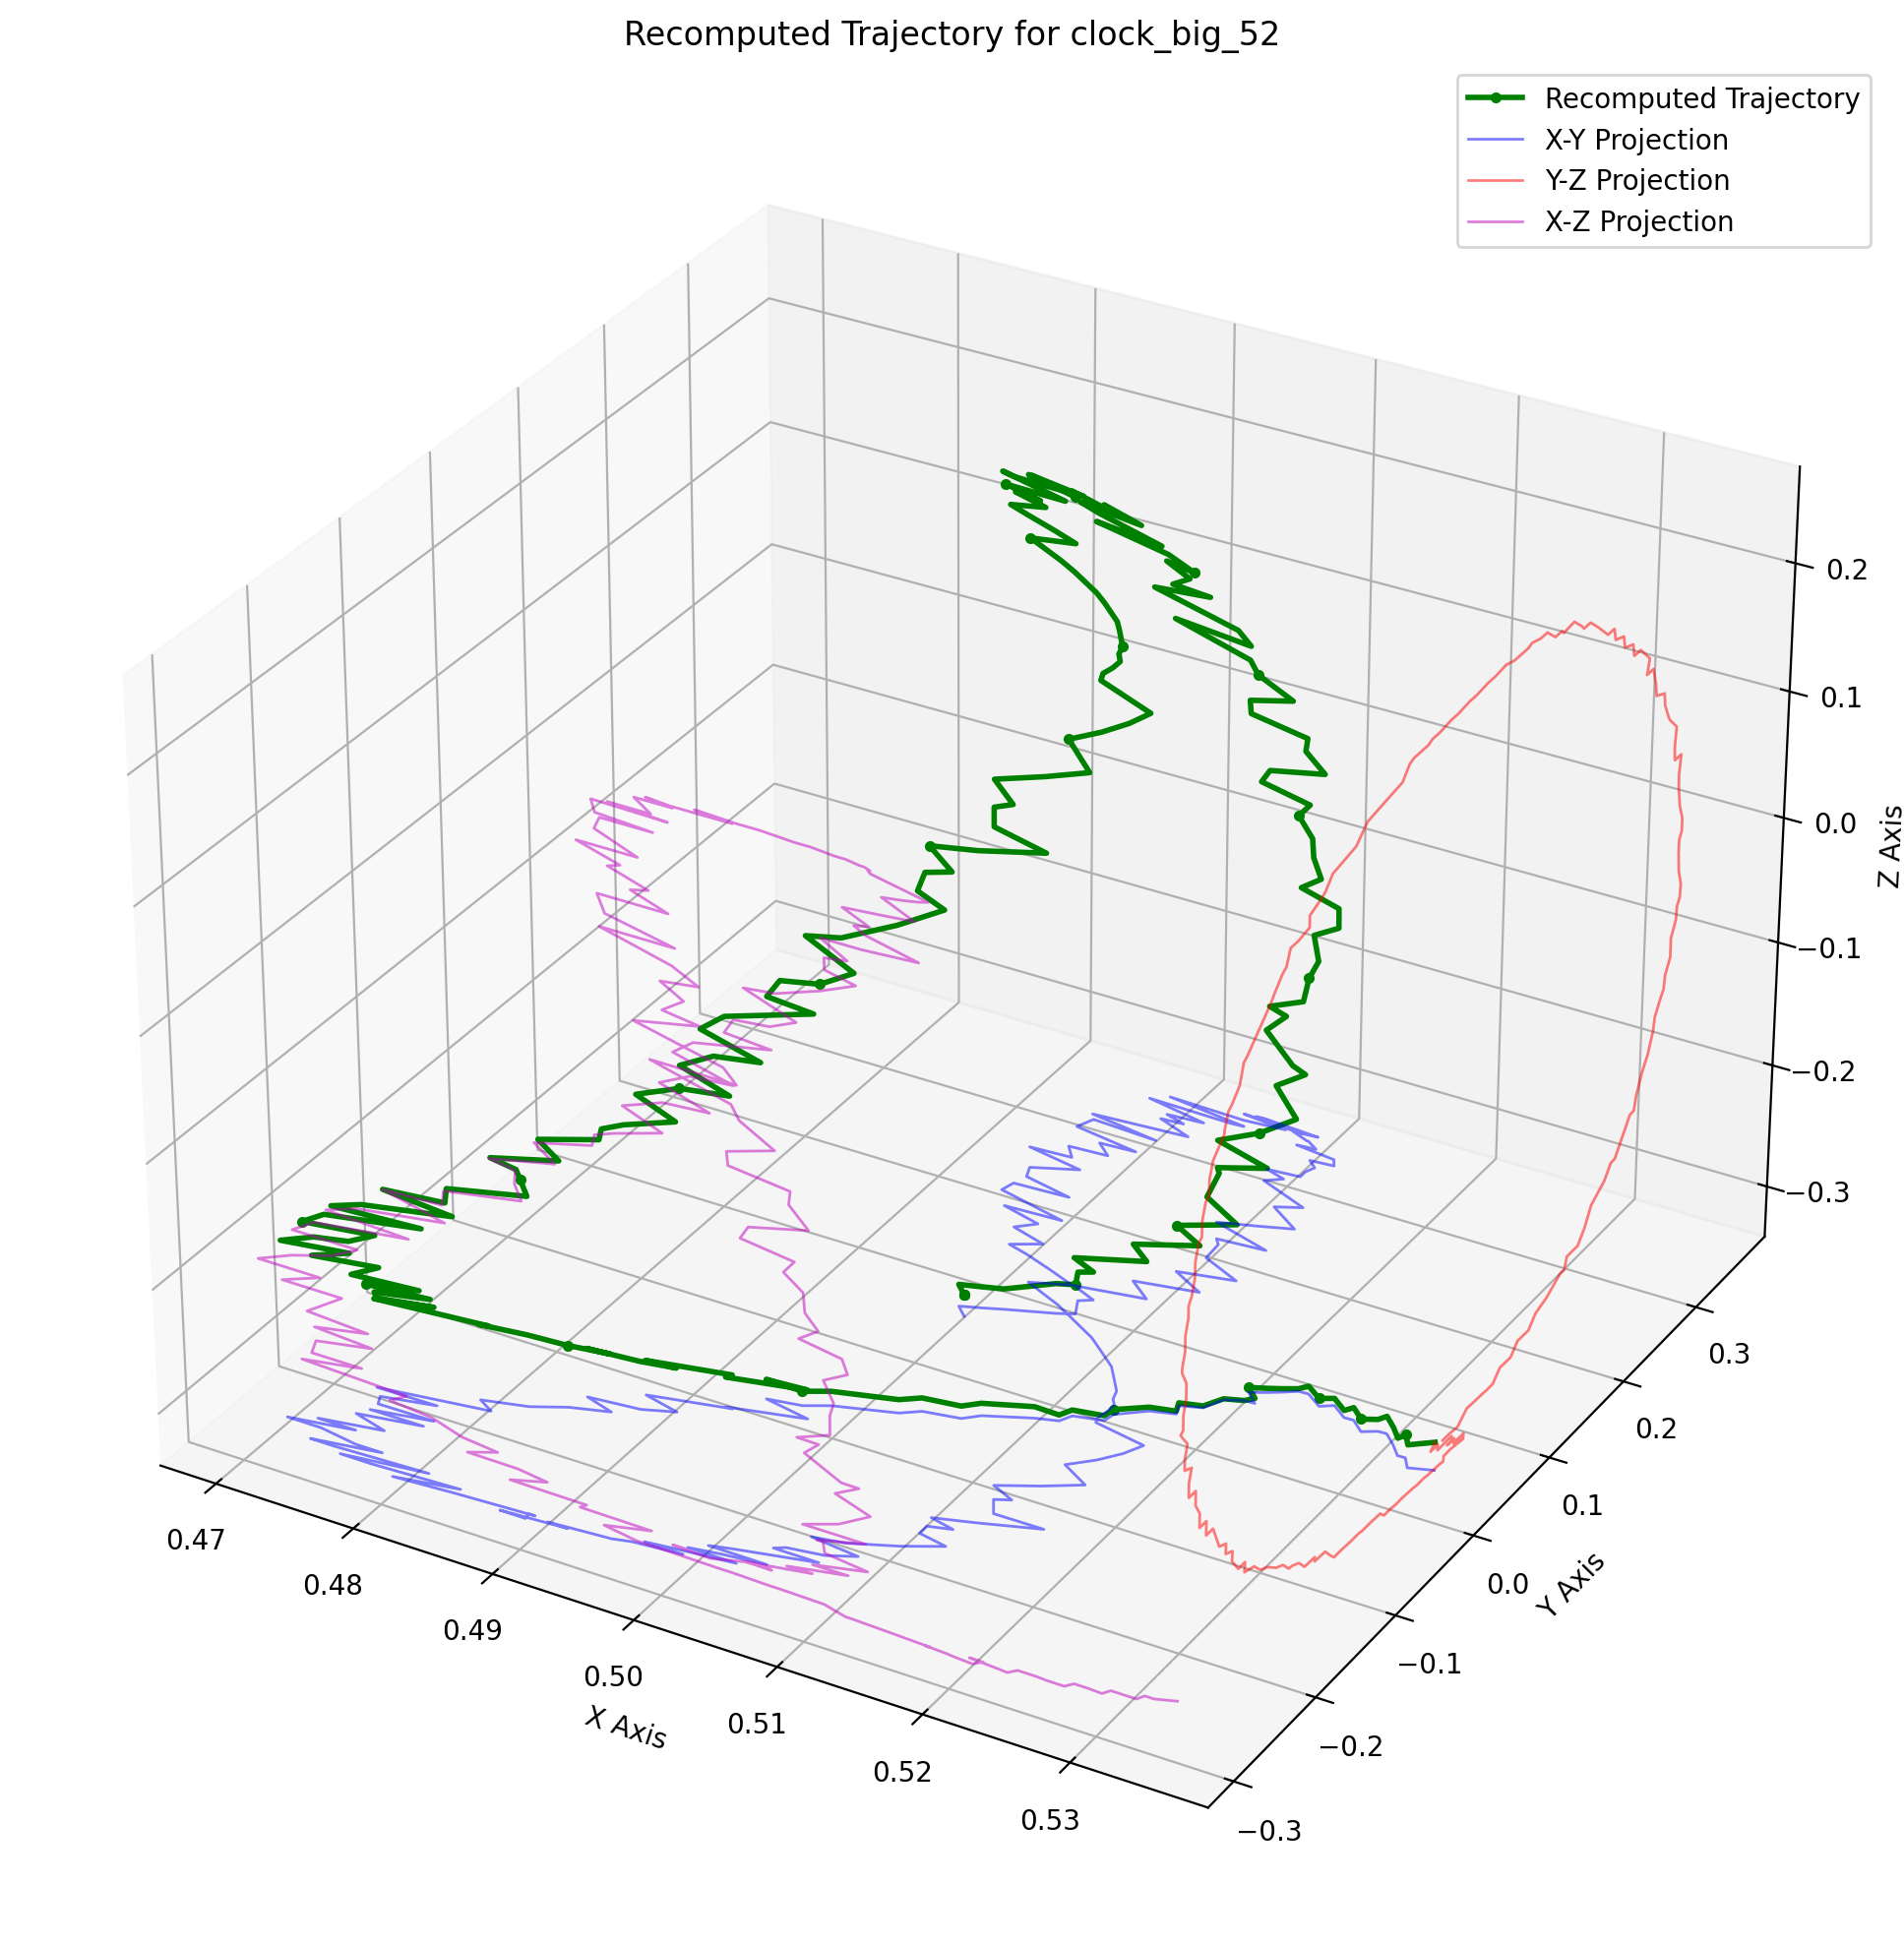 Recomputed Trajectory for clock_big_52
Recomputed Trajectory
X-Y Projection
Y-Z Projection
X-Z Projection
0.2
0.1
0.0
−0.1
−0.2
−0.3
Z Axis
0.3
0.2
0.1
0.0
−0.1
−0.2
−0.3
Y Axis
0.47
0.48
0.49
0.50
0.51
0.52
0.53
X Axis